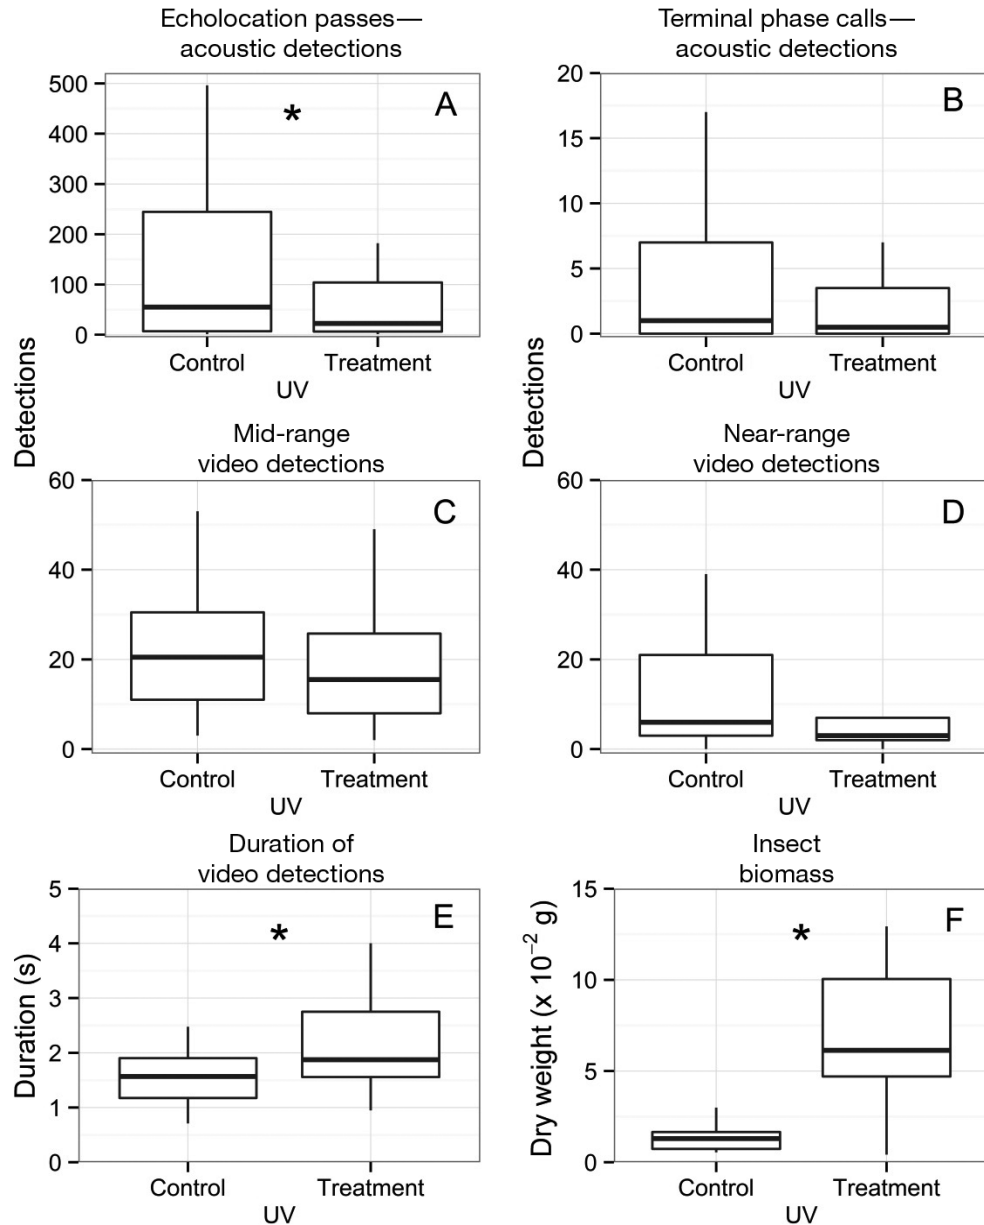 Echolocation passes—
acoustic detections
A
*
500
400
300
200
100
0
Control
Treatment
UV
Terminal phase calls—
acoustic detections
B
20
15
10
5
0
Control
Treatment
UV
Detections
Detections
Mid-range
video detections
C
60
40
20
0
Control
Treatment
UV
Near-range
video detections
D
60
40
20
0
Control
Treatment
UV
Duration of
video detections
E
*
5
4
3
2
1
0
Duration (s)
Control
Treatment
UV
Insect
biomass
F
*
15
10
5
0
Dry weight (x 10⁻² g)
Control
Treatment
UV